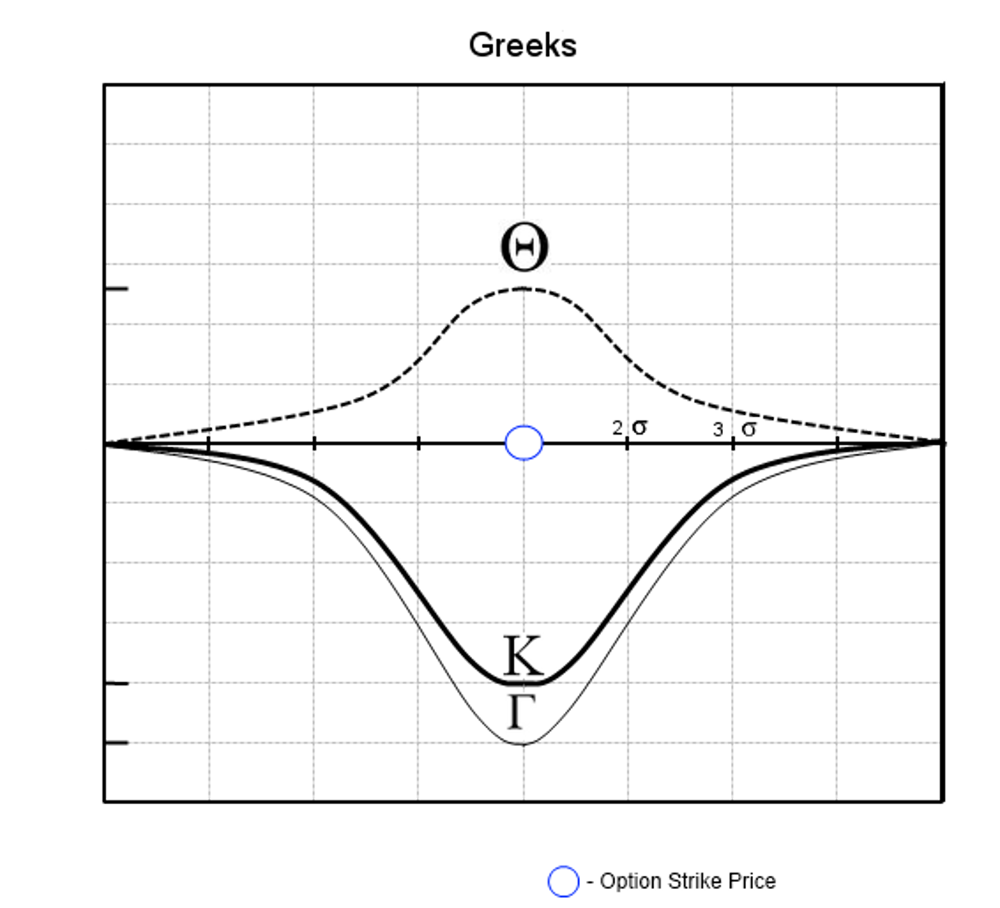 Greeks
Θ
2 σ
3 σ
Κ
Γ
- Option Strike Price